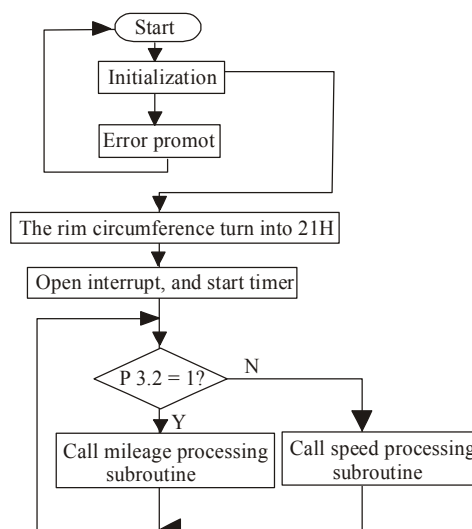 Start
Initialization
Error promot
The rim circumference turn into 21H
Open interrupt, and start timer
P 3.2 = 1?
N
Y
Call mileage processing
subroutine
Call speed processing
subroutine